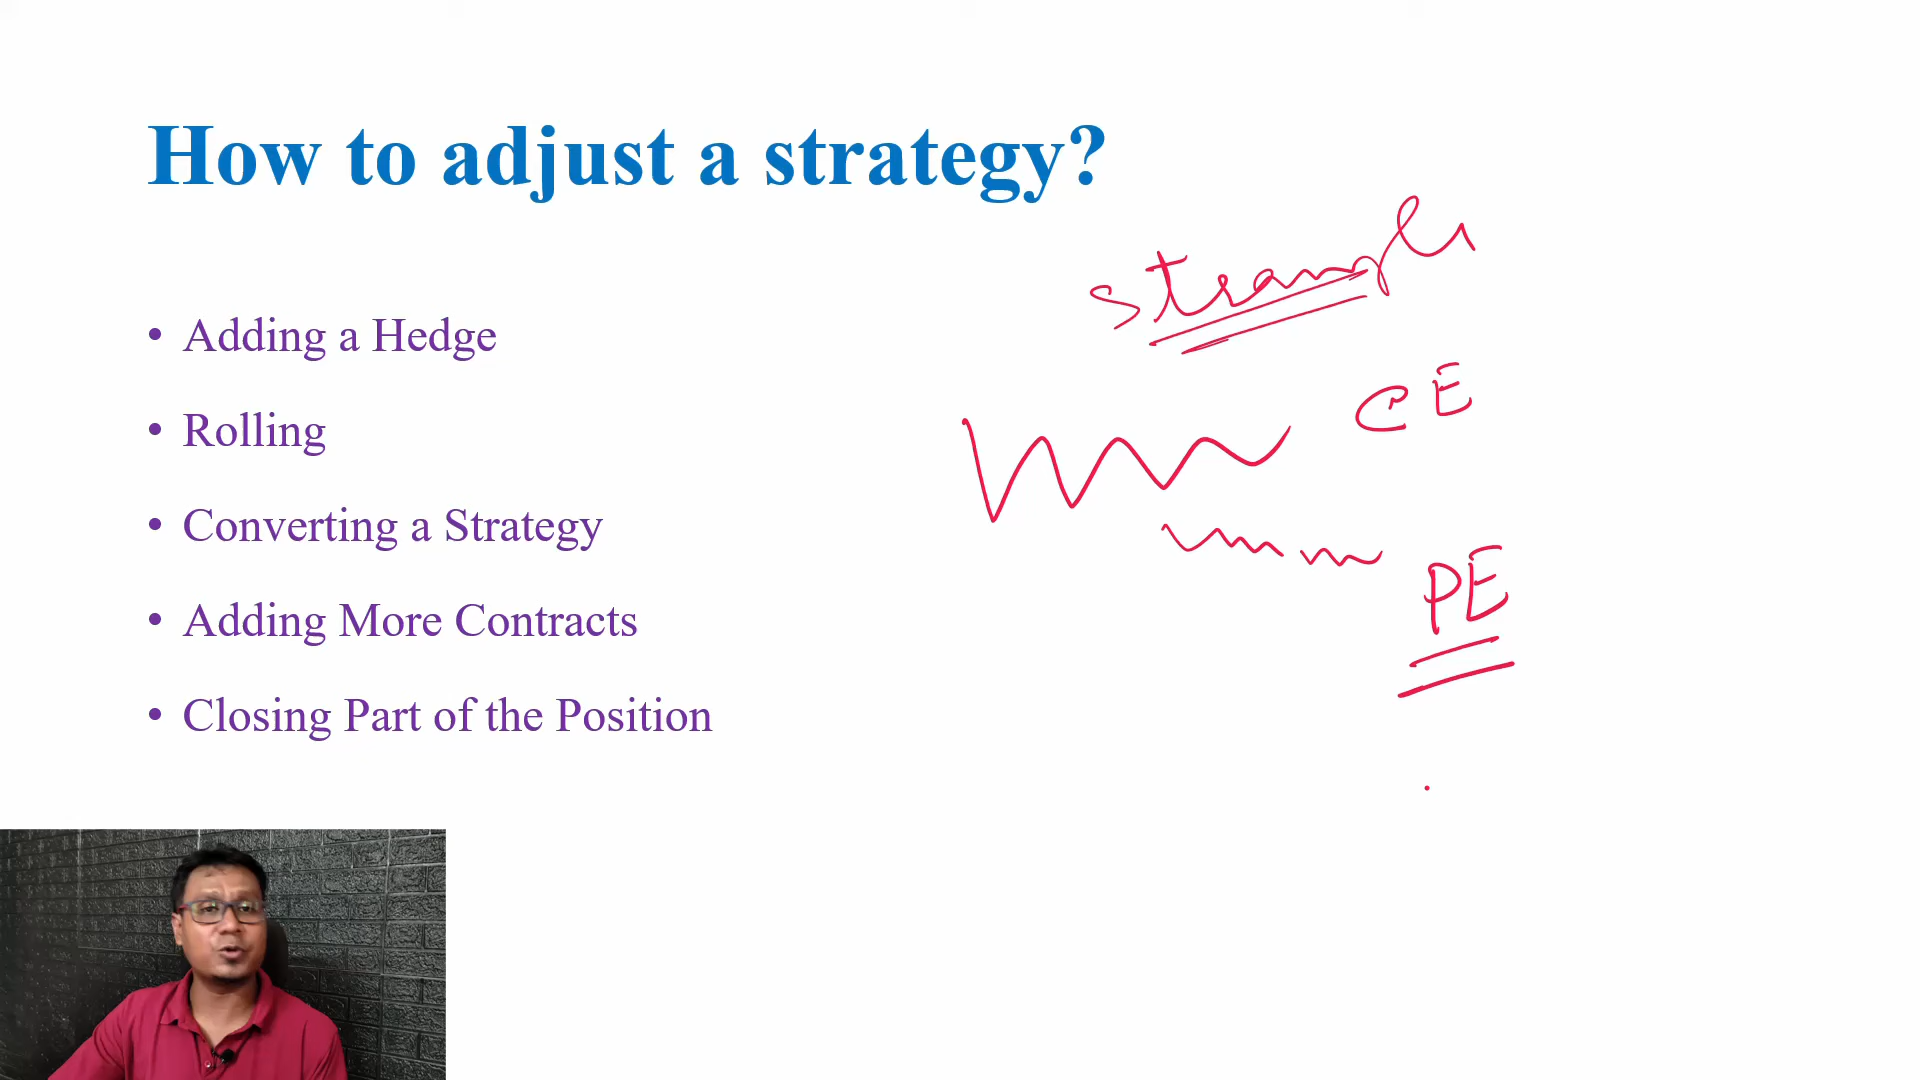 How to adjust a strategy?
• Adding a Hedge
• Rolling
• Converting a Strategy
• Adding More Contracts
• Closing Part of the Position
Strangle
CE
PE